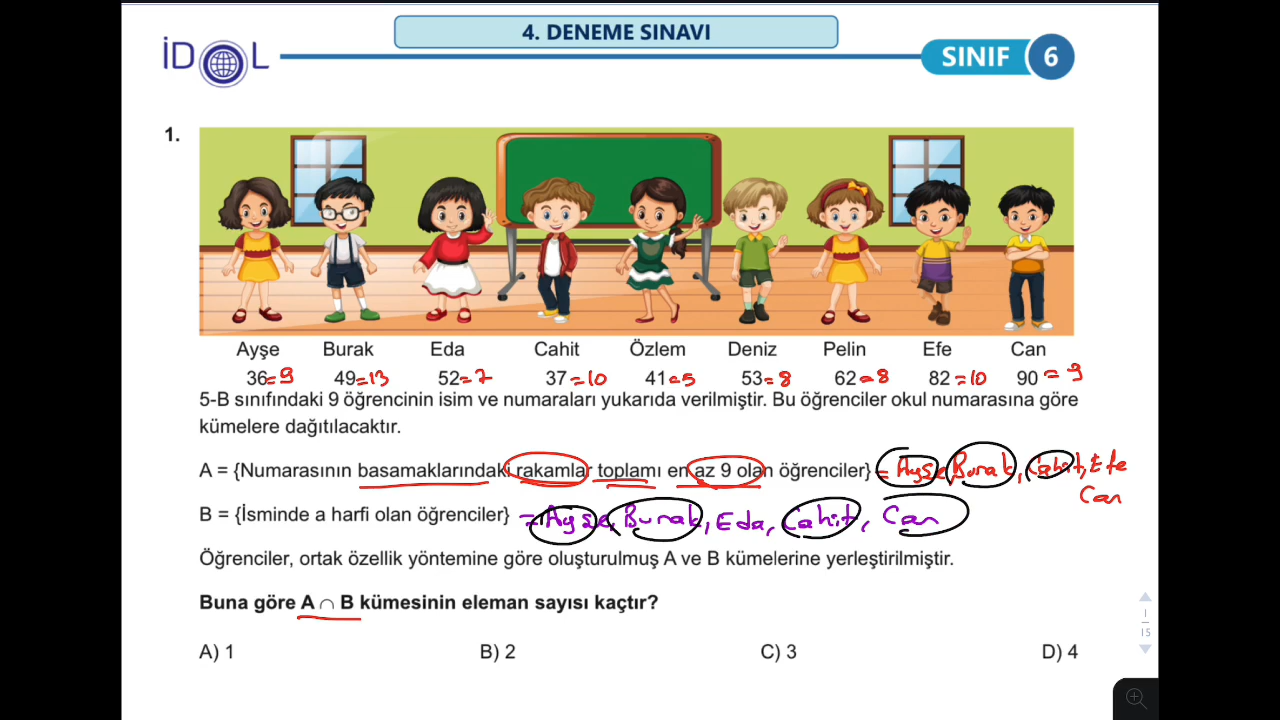 4. DENEME SINAVI
İDOL
SINIF 6
1.
Ayşe Burak Eda Cahit Özlem Deniz Pelin Efe Can
36=9 49=13 52=7 37=10 41=5 53=8 62=8 82=10 90=9
5-B sınıfındaki 9 öğrencinin isim ve numaraları yukarıda verilmiştir. Bu öğrenciler okul numarasına göre
kümelere dağıtılacaktır.
A = {Numarasının basamaklarındaki rakamlar toplamı en az 9 olan öğrenciler} = Ayşe, Burak, Cahit, Efe
Can
B = {İsminde a harfi olan öğrenciler} = Ayşe, Burak, Eda, Cahit, Can
Öğrenciler, ortak özellik yöntemine göre oluşturulmuş A ve B kümelerine yerleştirilmiştir.
Buna göre A ∩ B kümesinin eleman sayısı kaçtır?
1
15
A) 1 B) 2 C) 3 D) 4